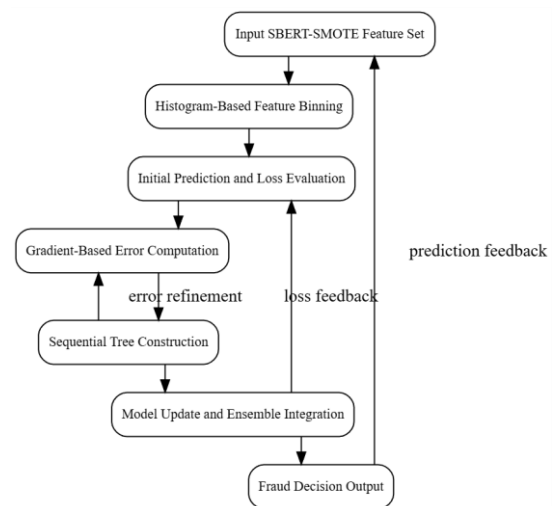 Input SBERT-SMOTE Feature Set
Histogram-Based Feature Binning
Initial Prediction and Loss Evaluation
Gradient-Based Error Computation
prediction feedback
error refinement
loss feedback
Sequential Tree Construction
Model Update and Ensemble Integration
Fraud Decision Output